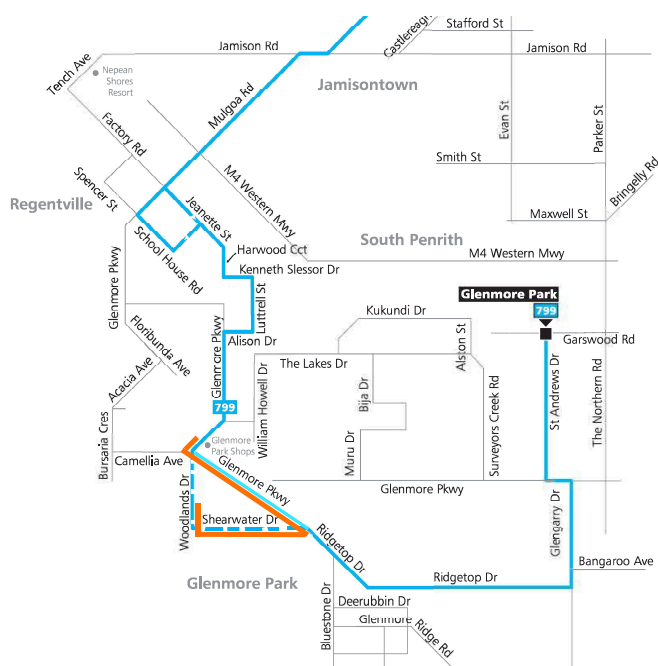 Stafford St
Castlereagh
Jamison Rd
Jamison Rd
Tench Ave
Nepean
Shores
Resort
Jamisontown
Mulgoa Rd
Evan St
Parker St
Factory Rd
Smith St
Spencer St
M4 Western Mwy
Bringelly Rd
Regentville
Jeanette St
Maxwell St
School House Rd
South Penrith
Harwood Cct
M4 Western Mwy
Kenneth Slessor Dr
Glenmore Pkwy
Luttrell St
Glenmore Park
799
Kukundi Dr
Floribunda Ave
Glenmore Pkwy
Alison Dr
Alston St
Garswood Rd
The Lakes Dr
Acacia Ave
Bija Dr
St Andrews Dr
The Northern Rd
799
William Howell Dr
Surveyors Creek Rd
Bursaria Cres
Glenmore
Park Shops
Muru Dr
Camellia Ave
Glenmore Pkwy
Glenmore Pkwy
Woodlands Dr
Shearwater Dr
Glengarry Dr
Ridgetop Dr
Bangaroo Ave
Glenmore Park
Ridgetop Dr
Bluestone Dr
Deerubbin Dr
Glenmore
Ridge Rd